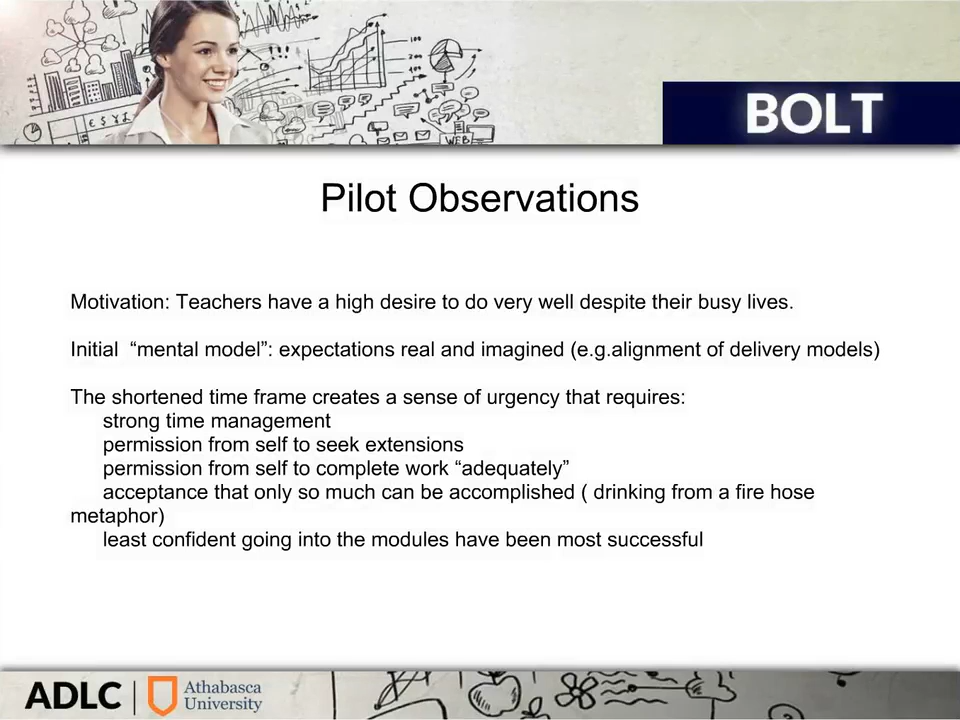 100
200
400
€ $ ¥ £
WEB
BOLT
Pilot Observations
Motivation: Teachers have a high desire to do very well despite their busy lives.
Initial “mental model”: expectations real and imagined (e.g.alignment of delivery models)
The shortened time frame creates a sense of urgency that requires:
strong time management
permission from self to seek extensions
permission from self to complete work “adequately”
acceptance that only so much can be accomplished ( drinking from a fire hose
metaphor)
least confident going into the modules have been most successful
ADLC
Athabasca
University